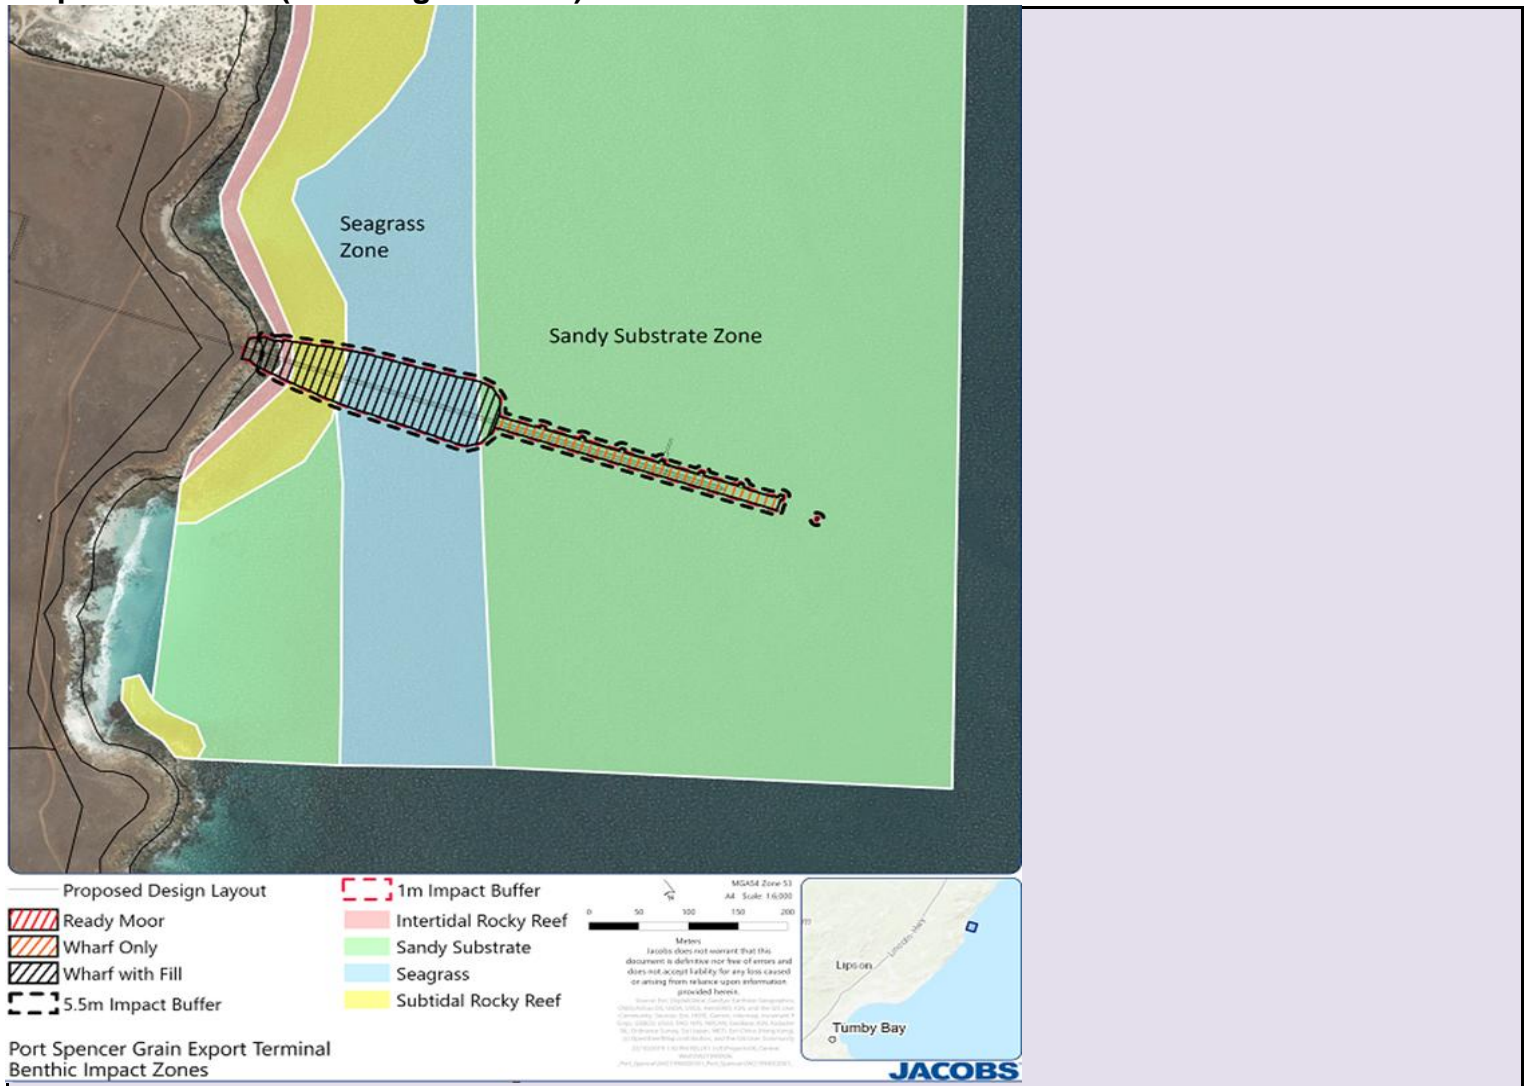 Seagrass
Zone
Sandy Substrate Zone
Proposed Design Layout
Ready Moor
Wharf Only
Wharf with Fill
5.5m Impact Buffer
1m Impact Buffer
Intertidal Rocky Reef
Sandy Substrate
Seagrass
Subtidal Rocky Reef
MGA54 Zone 53
A4 Scale: 1:6,000
0 50 100 150 200
Meters
Jacobs does not warrant that this
document is definitive nor free of errors and
does not accept liability for any loss caused
or arising from reliance upon information
provided herein.
Lincoln Hwy
Lipson
Tumby Bay
Port Spencer Grain Export Terminal
Benthic Impact Zones
JACOBS